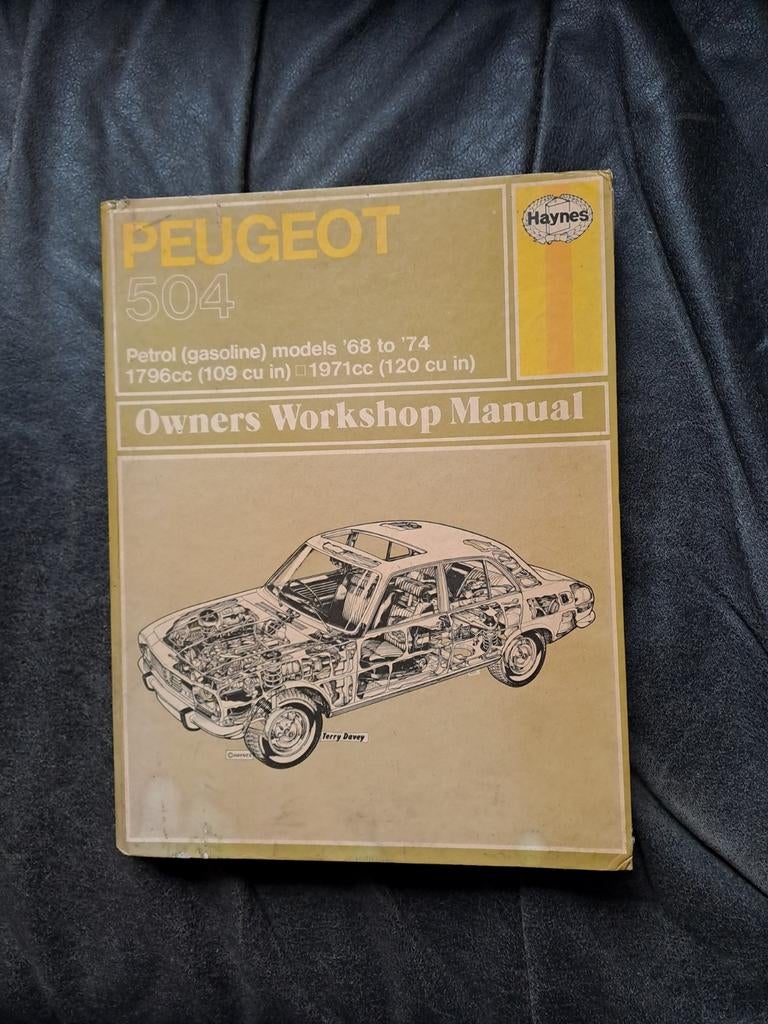 PEUGEOT
504
Petrol (gasoline) models '68 to '74
1796cc (109 cu in) □ 1971cc (120 cu in)
Haynes
Owners Workshop Manual
Terry Davey
©HAYNES